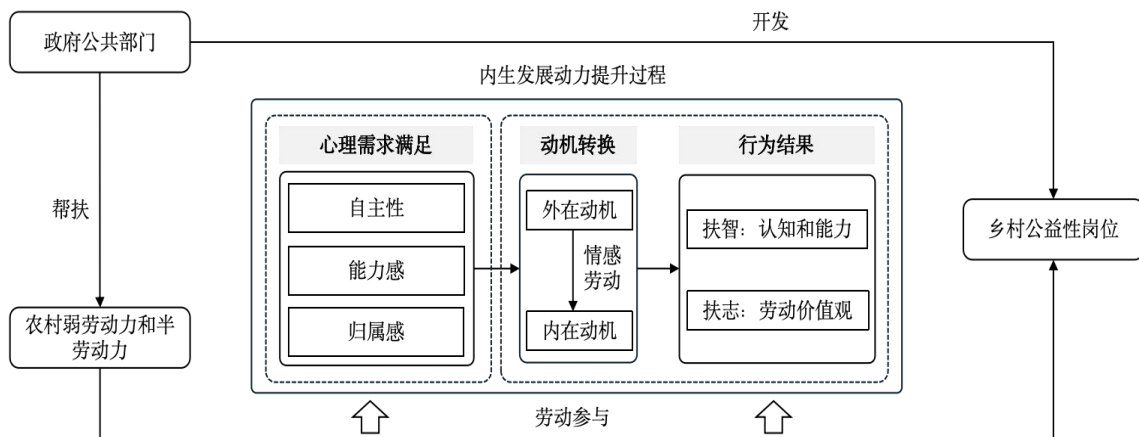 开发
政府公共部门
内生发展动力提升过程
心理需求满足
动机转换
行为结果
自主性
外在动机
帮扶
扶智：认知和能力
乡村公益性岗位
能力感
情感
劳动
扶志：劳动价值观
农村弱劳动力和半
劳动力
归属感
内在动机
劳动参与